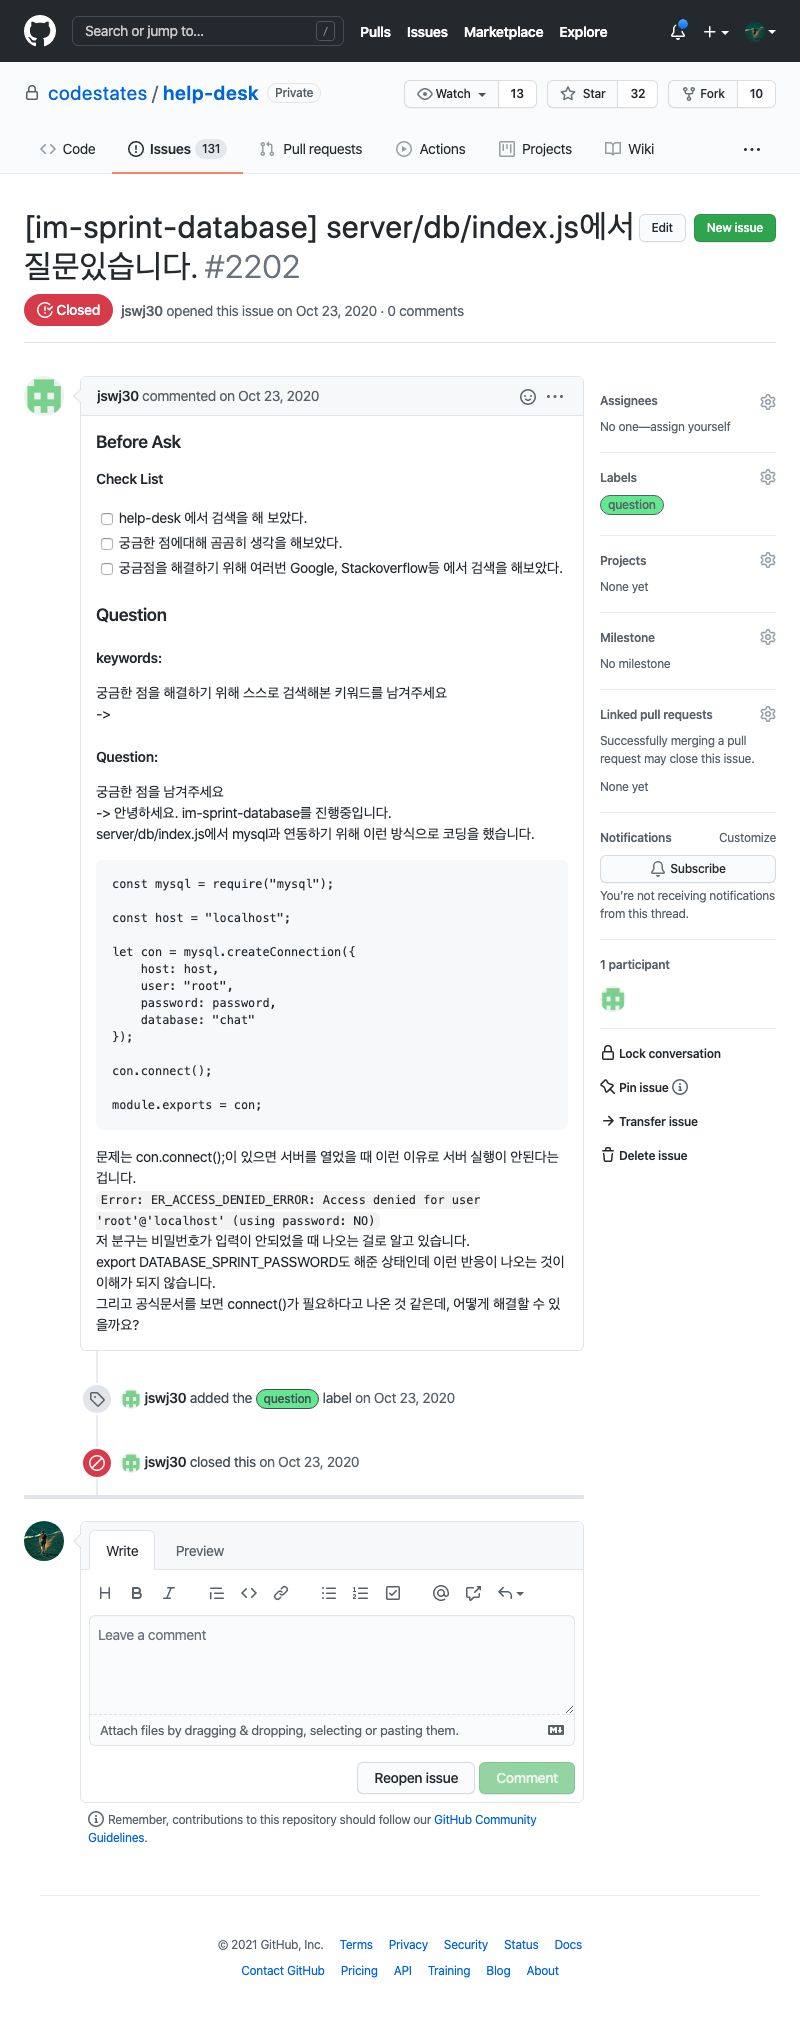 Search or jump to...
/
Pulls
Issues
Marketplace
Explore
codestates / help-desk
Private
Watch
13
Star
32
Fork
10
Code
Issues
131
Pull requests
Actions
Projects
Wiki
[im-sprint-database] server/db/index.js에서
질문있습니다. #2202
Edit
New issue
Closed
jswj30 opened this issue on Oct 23, 2020 · 0 comments
jswj30 commented on Oct 23, 2020
Before Ask
Check List
help-desk 에서 검색을 해 보았다.
궁금한 점에대해 곰곰히 생각을 해보았다.
궁금점을 해결하기 위해 여러번 Google, Stackoverflow등 에서 검색을 해보았다.
Question
keywords:
궁금한 점을 해결하기 위해 스스로 검색해본 키워드를 남겨주세요
->
Question:
궁금한 점을 남겨주세요
-> 안녕하세요. im-sprint-database를 진행중입니다.
server/db/index.js에서 mysql과 연동하기 위해 이런 방식으로 코딩을 했습니다.
const mysql = require("mysql");
const host = "localhost";
let con = mysql.createConnection({
host: host,
user: "root",
password: password,
database: "chat"
});
con.connect();
module.exports = con;
문제는 con.connect();이 있으면 서버를 열었을 때 이런 이유로 서버 실행이 안된다는
겁니다.
Error: ER_ACCESS_DENIED_ERROR: Access denied for user
'root'@'localhost' (using password: NO)
저 분구는 비밀번호가 입력이 안되었을 때 나오는 걸로 알고 있습니다.
export DATABASE_SPRINT_PASSWORD도 해준 상태인데 이런 반응이 나오는 것이
이해가 되지 않습니다.
그리고 공식문서를 보면 connect()가 필요하다고 나온 것 같은데, 어떻게 해결할 수 있
을까요?
jswj30 added the question label on Oct 23, 2020
jswj30 closed this on Oct 23, 2020
Assignees
No one—assign yourself
Labels
question
Projects
None yet
Milestone
No milestone
Linked pull requests
Successfully merging a pull
request may close this issue.
None yet
Notifications
Customize
Subscribe
You're not receiving notifications
from this thread.
1 participant
Lock conversation
Pin issue
Transfer issue
Delete issue
Write
Preview
Leave a comment
Attach files by dragging & dropping, selecting or pasting them.
Reopen issue
Comment
Remember, contributions to this repository should follow our GitHub Community
Guidelines.
© 2021 GitHub, Inc.
Terms
Privacy
Security
Status
Docs
Contact GitHub
Pricing
API
Training
Blog
About